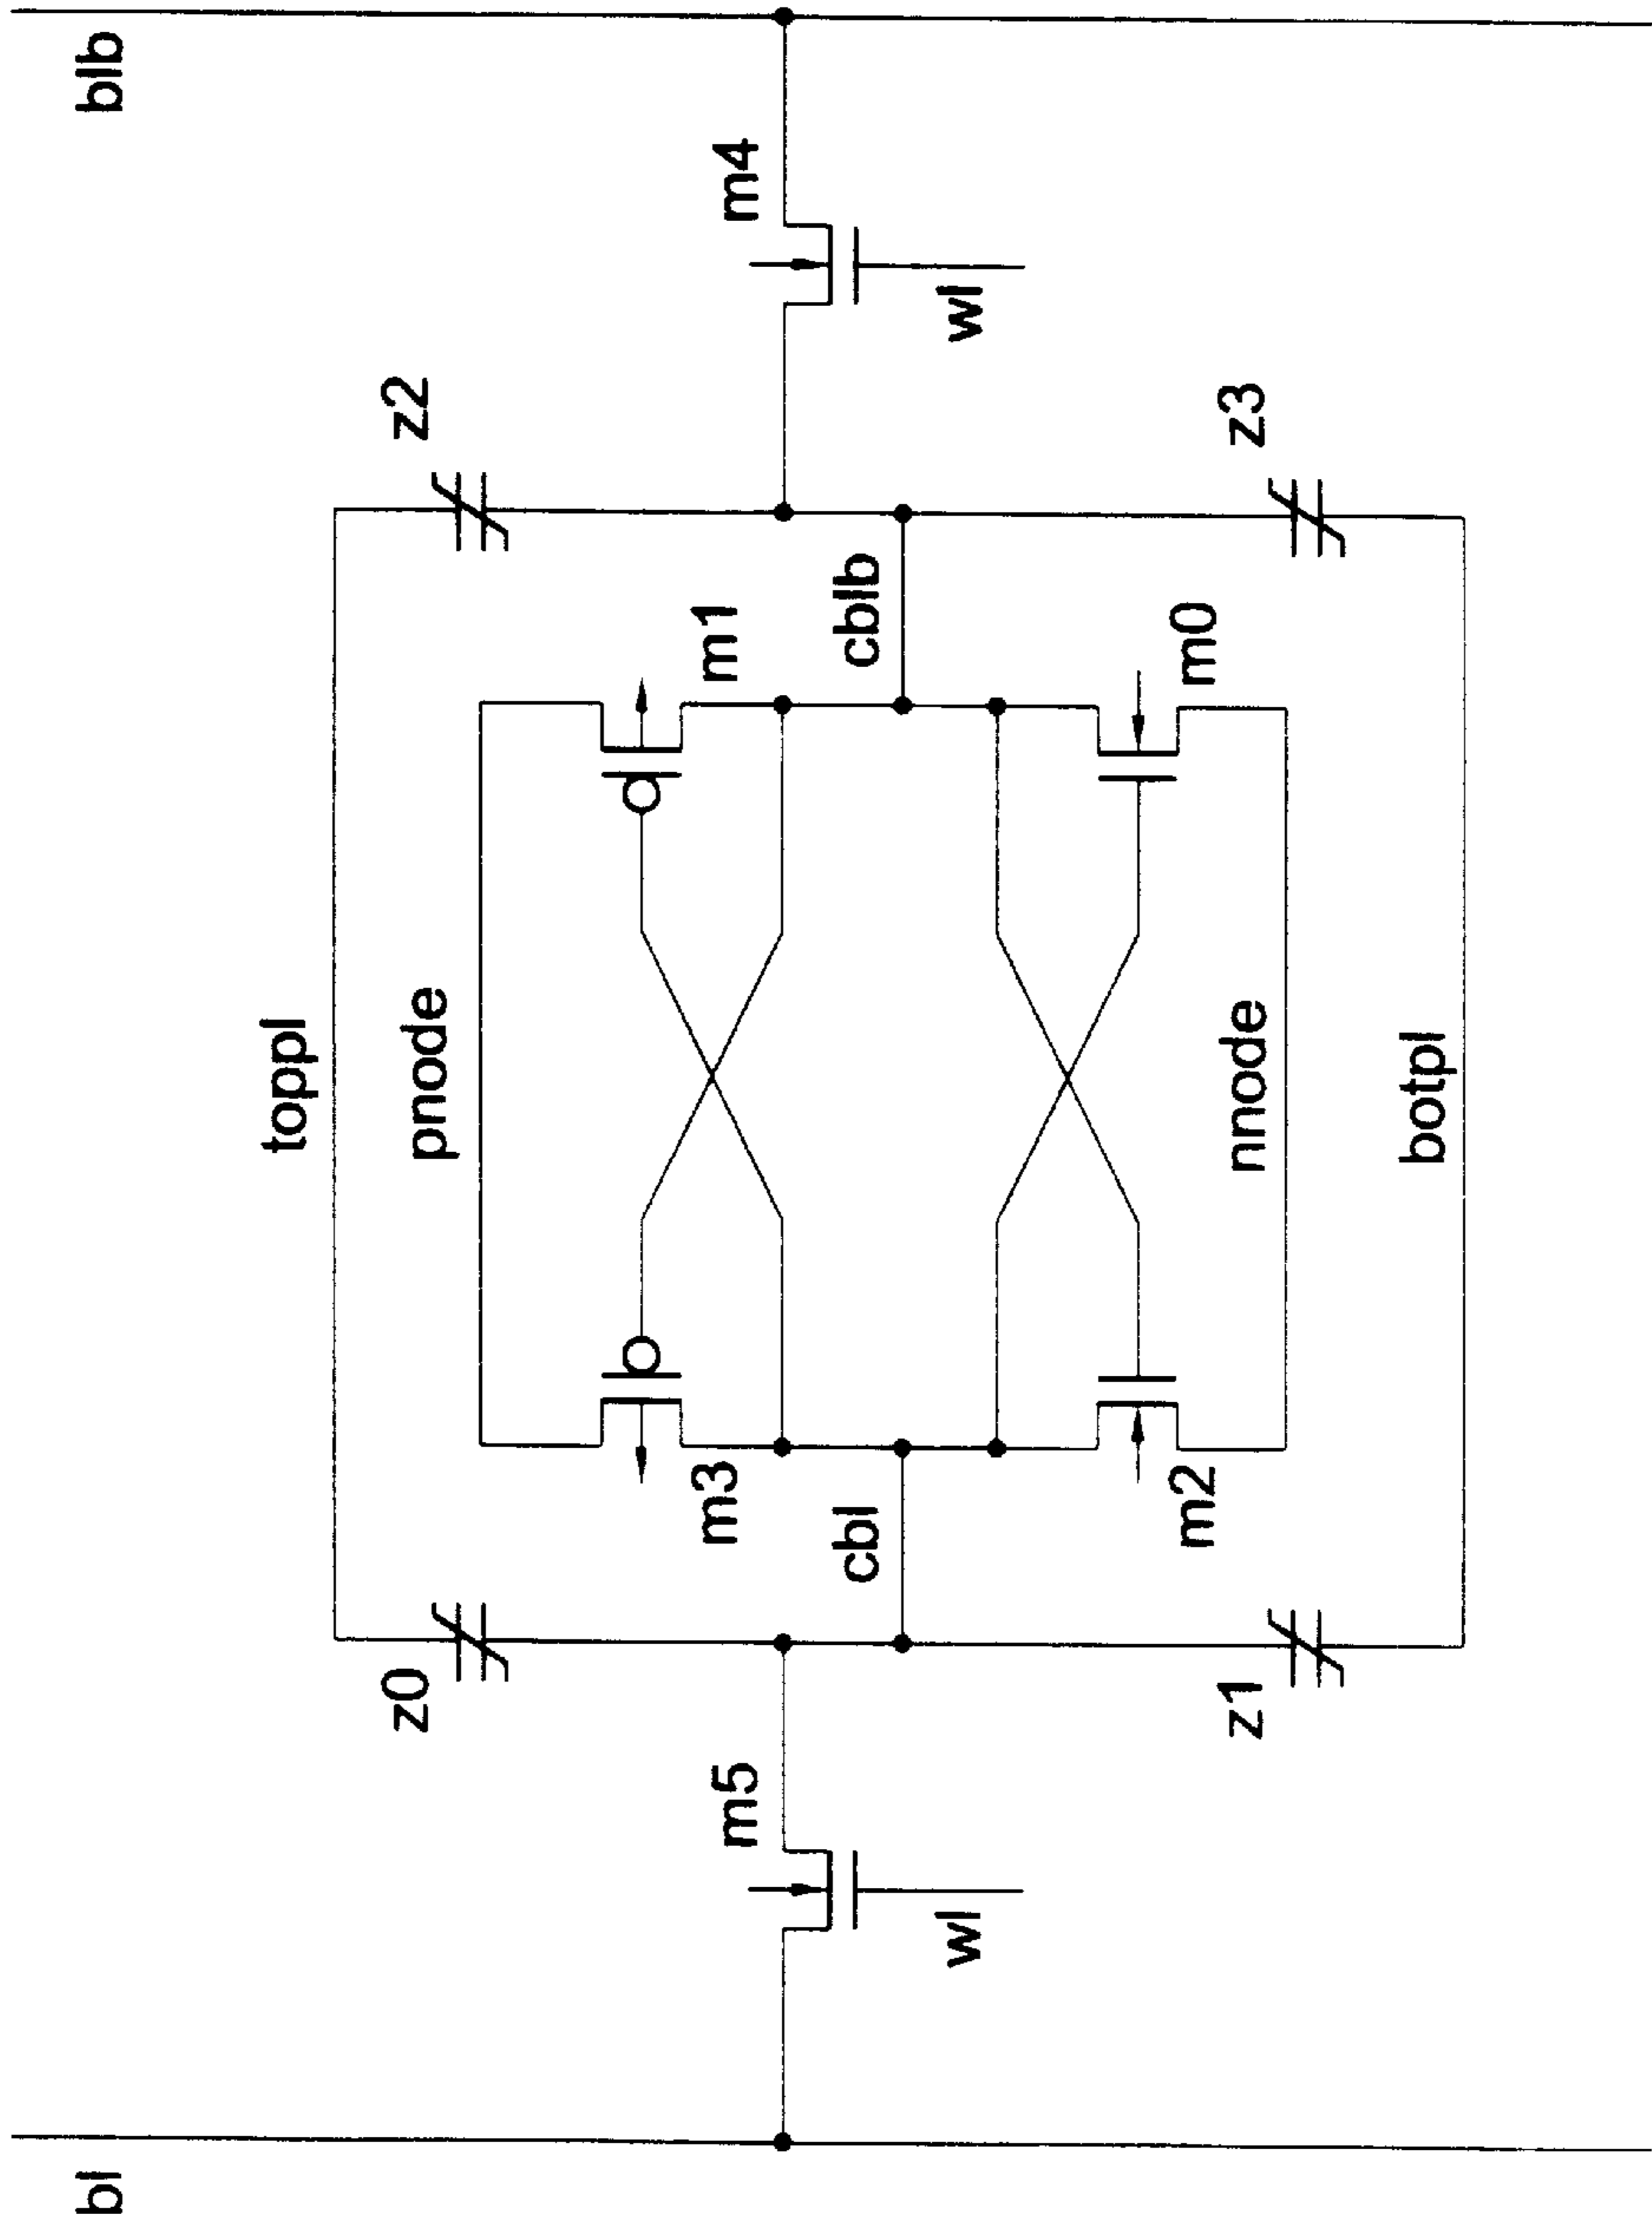 bl
blb
toppl
z0
pnode
z2
m5
m3
m1
m4
cbl
cblb
wl
wl
m2
m0
z1
nnode
z3
botpl